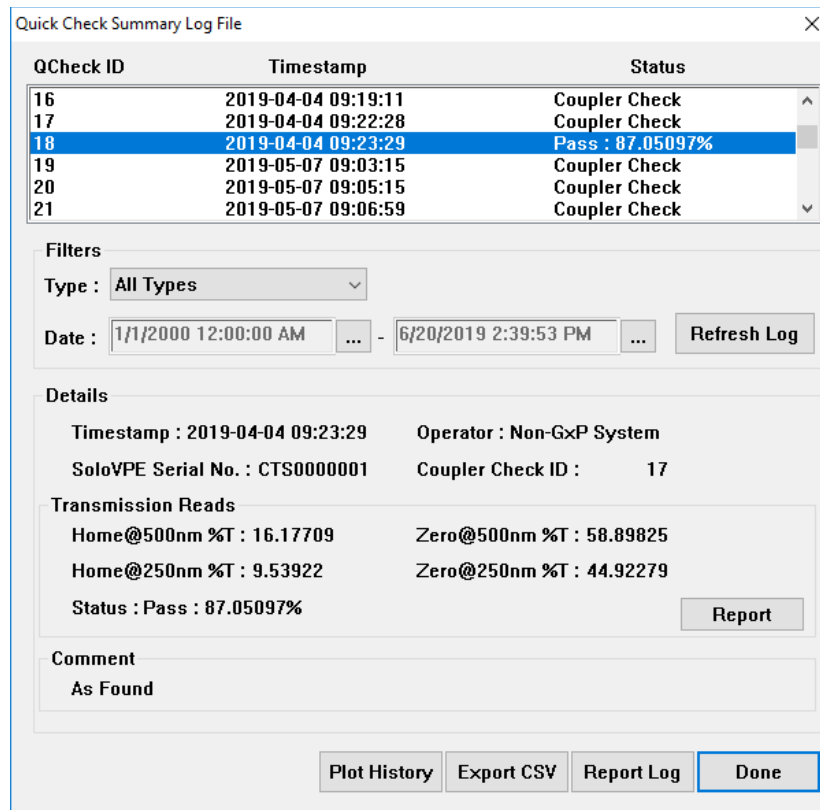 Quick Check Summary Log File
QCheck ID Timestamp Status
16 2019-04-04 09:19:11 Coupler Check
17 2019-04-04 09:22:28 Coupler Check
18 2019-04-04 09:23:29 Pass : 87.05097%
19 2019-05-07 09:03:15 Coupler Check
20 2019-05-07 09:05:15 Coupler Check
21 2019-05-07 09:06:59 Coupler Check
Filters
Type : All Types
Date : 1/1/2000 12:00:00 AM ... - 6/20/2019 2:39:53 PM ... Refresh Log
Details
Timestamp : 2019-04-04 09:23:29 Operator : Non-GxP System
SoloVPE Serial No. : CTS0000001 Coupler Check ID : 17
Transmission Reads
Home@500nm %T : 16.17709 Zero@500nm %T : 58.89825
Home@250nm %T : 9.53922 Zero@250nm %T : 44.92279
Status : Pass : 87.05097%
Report
Comment
As Found
Plot History Export CSV Report Log Done